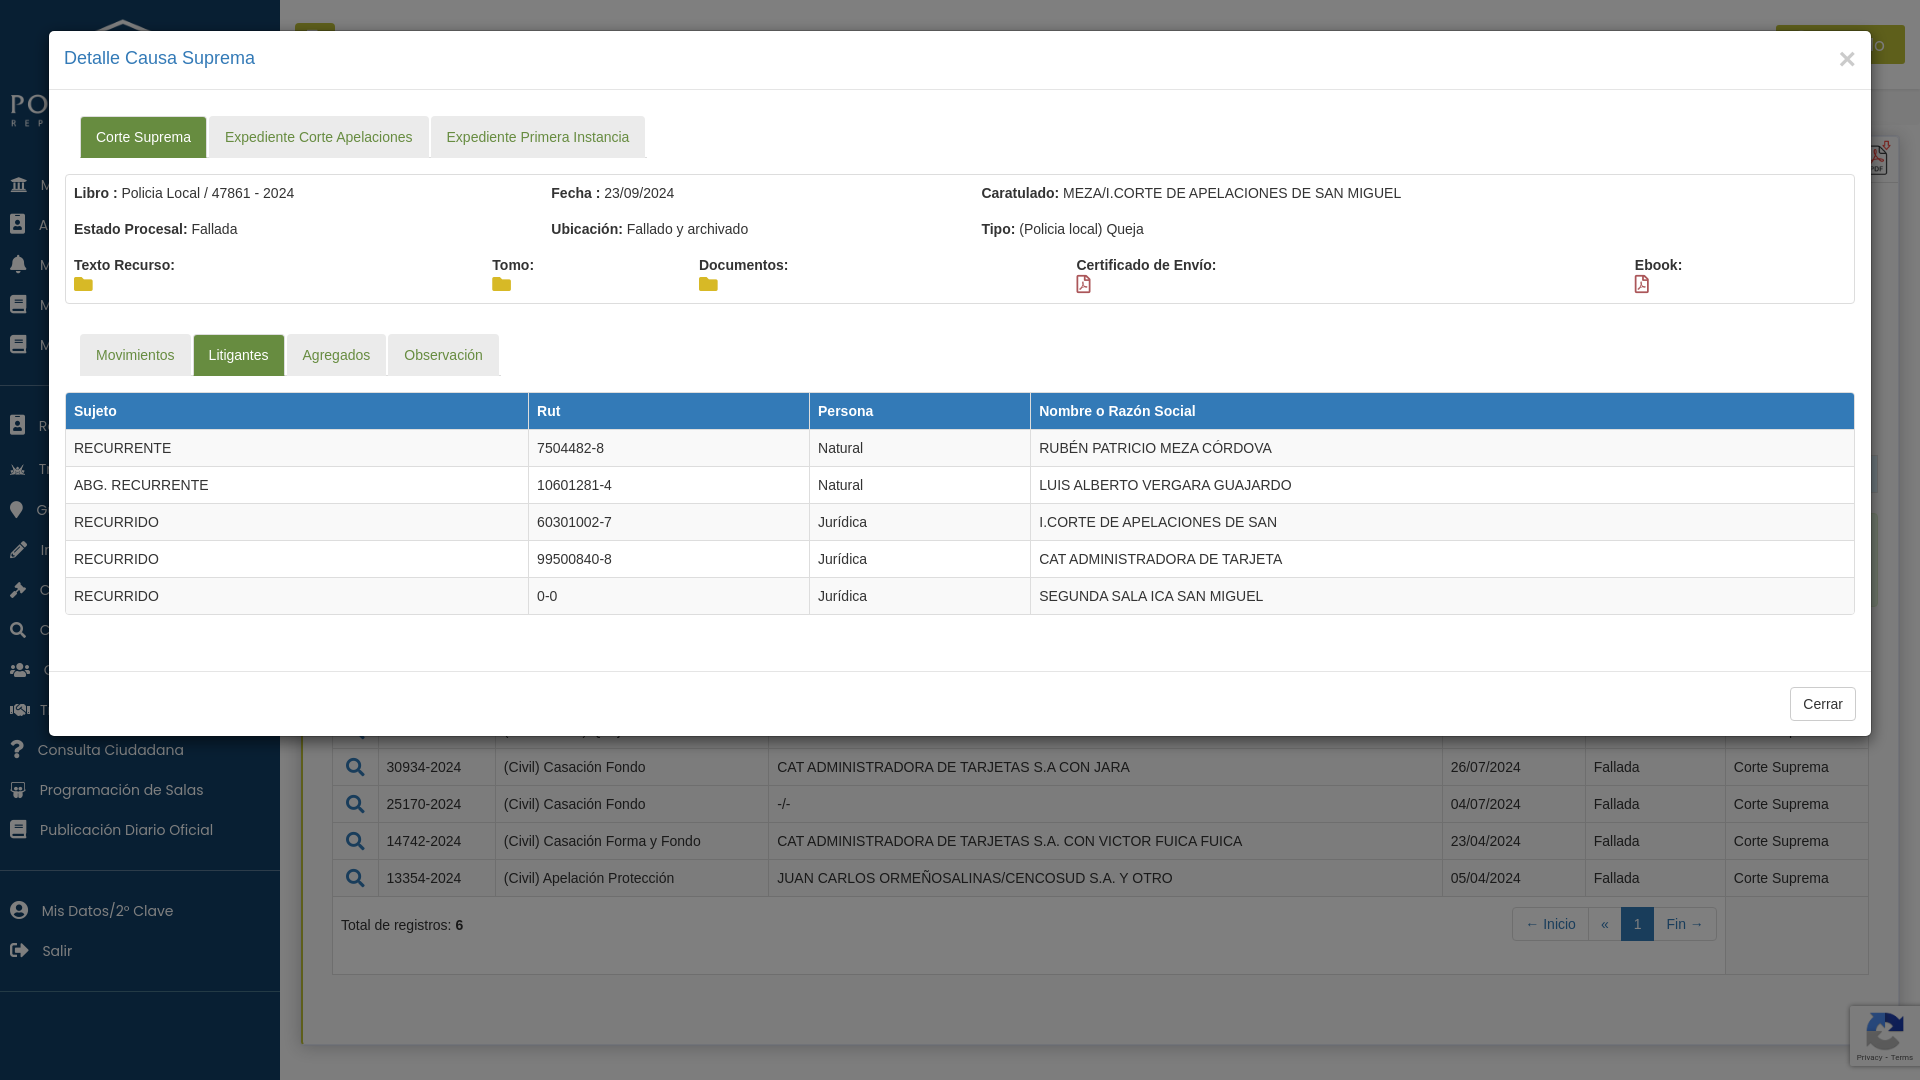 Detalle Causa Suprema
×
Corte Suprema
Expediente Corte Apelaciones
Expediente Primera Instancia
Libro : Policia Local / 47861 - 2024
Fecha : 23/09/2024
Caratulado: MEZA/I.CORTE DE APELACIONES DE SAN MIGUEL
Estado Procesal: Fallada
Ubicación: Fallado y archivado
Tipo: (Policia local) Queja
Texto Recurso:
Tomo:
Documentos:
Certificado de Envío:
Ebook:
Movimientos
Litigantes
Agregados
Observación
Sujeto Rut Persona Nombre o Razón Social
RECURRENTE 7504482-8 Natural RUBÉN PATRICIO MEZA CÓRDOVA
ABG. RECURRENTE 10601281-4 Natural LUIS ALBERTO VERGARA GUAJARDO
RECURRIDO 60301002-7 Jurídica I.CORTE DE APELACIONES DE SAN
RECURRIDO 99500840-8 Jurídica CAT ADMINISTRADORA DE TARJETA
RECURRIDO 0-0 Jurídica SEGUNDA SALA ICA SAN MIGUEL
Cerrar
Consulta Ciudadana
Programación de Salas
Publicación Diario Oficial
Mis Datos/2º Clave
Salir
30934-2024 (Civil) Casación Fondo CAT ADMINISTRADORA DE TARJETAS S.A CON JARA 26/07/2024 Fallada Corte Suprema
25170-2024 (Civil) Casación Fondo -/- 04/07/2024 Fallada Corte Suprema
14742-2024 (Civil) Casación Forma y Fondo CAT ADMINISTRADORA DE TARJETAS S.A. CON VICTOR FUICA FUICA 23/04/2024 Fallada Corte Suprema
13354-2024 (Civil) Apelación Protección JUAN CARLOS ORMEÑOSALINAS/CENCOSUD S.A. Y OTRO 05/04/2024 Fallada Corte Suprema
Total de registros: 6
← Inicio « 1 Fin →
Privacy - Terms